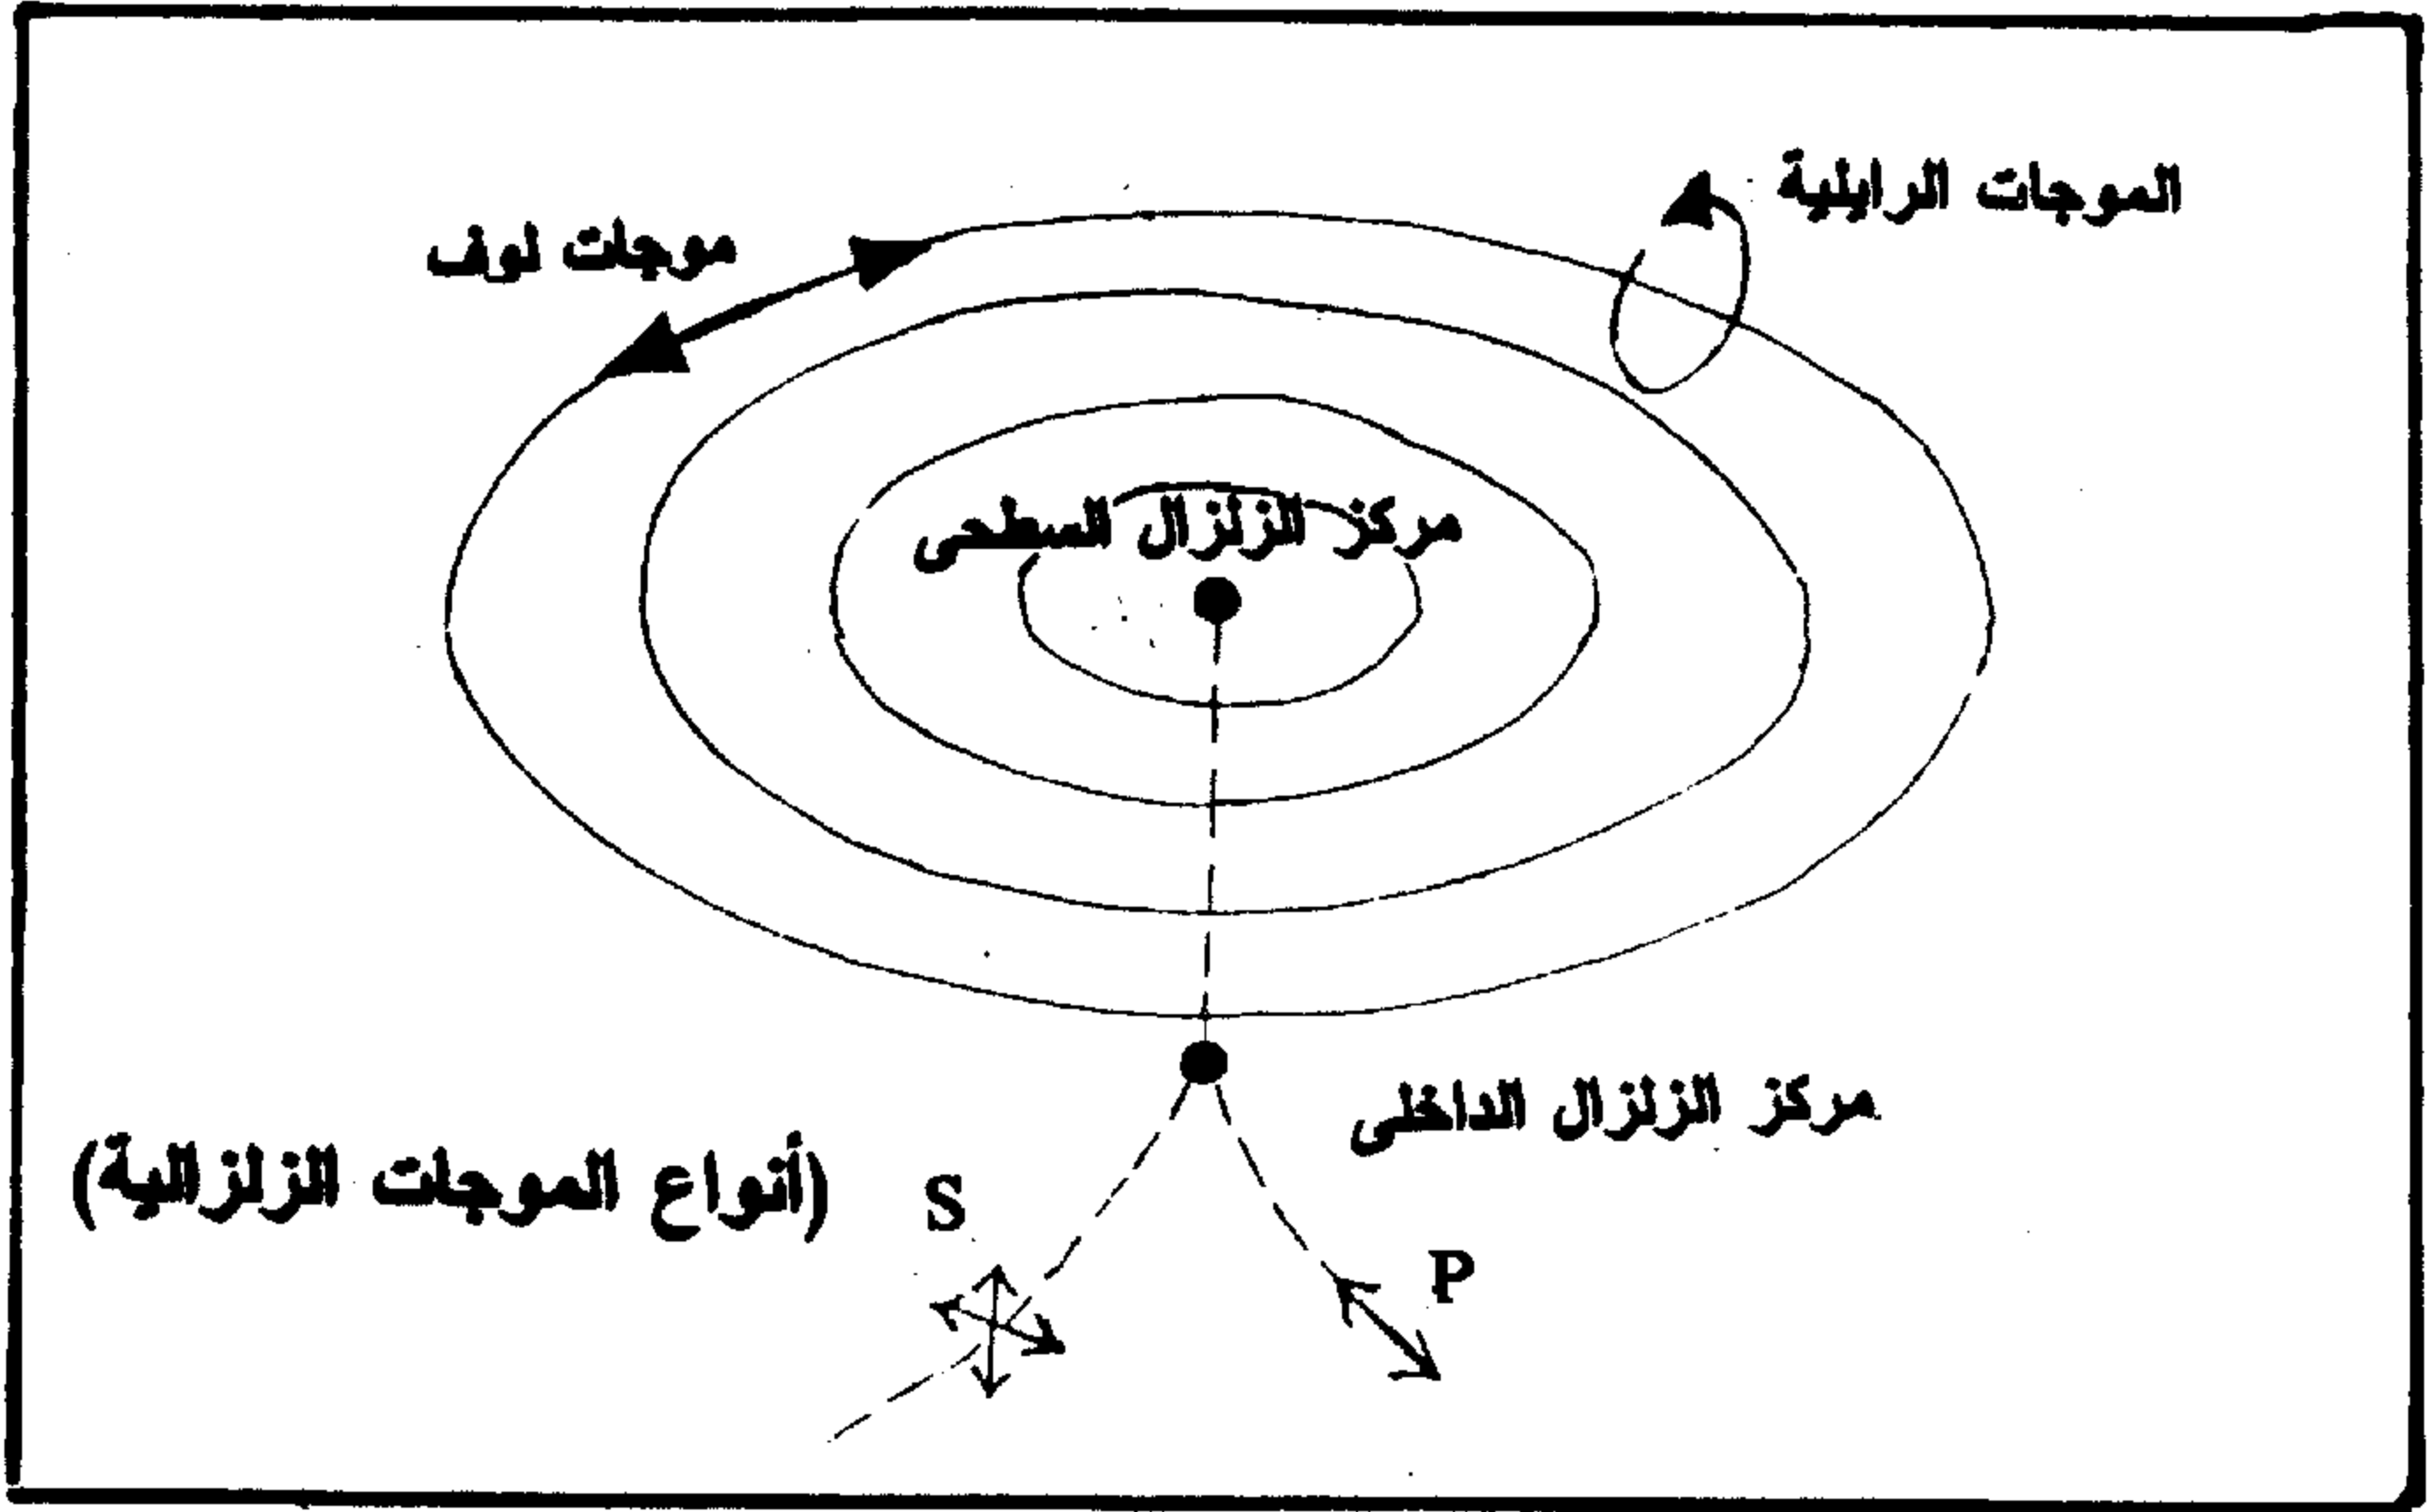 الموجات الرايلية
موجات لوف
مركز الزلزال السطحى
مركز الزلزال الداخلى
(أنواع الموجات الزلزالية)
S
P